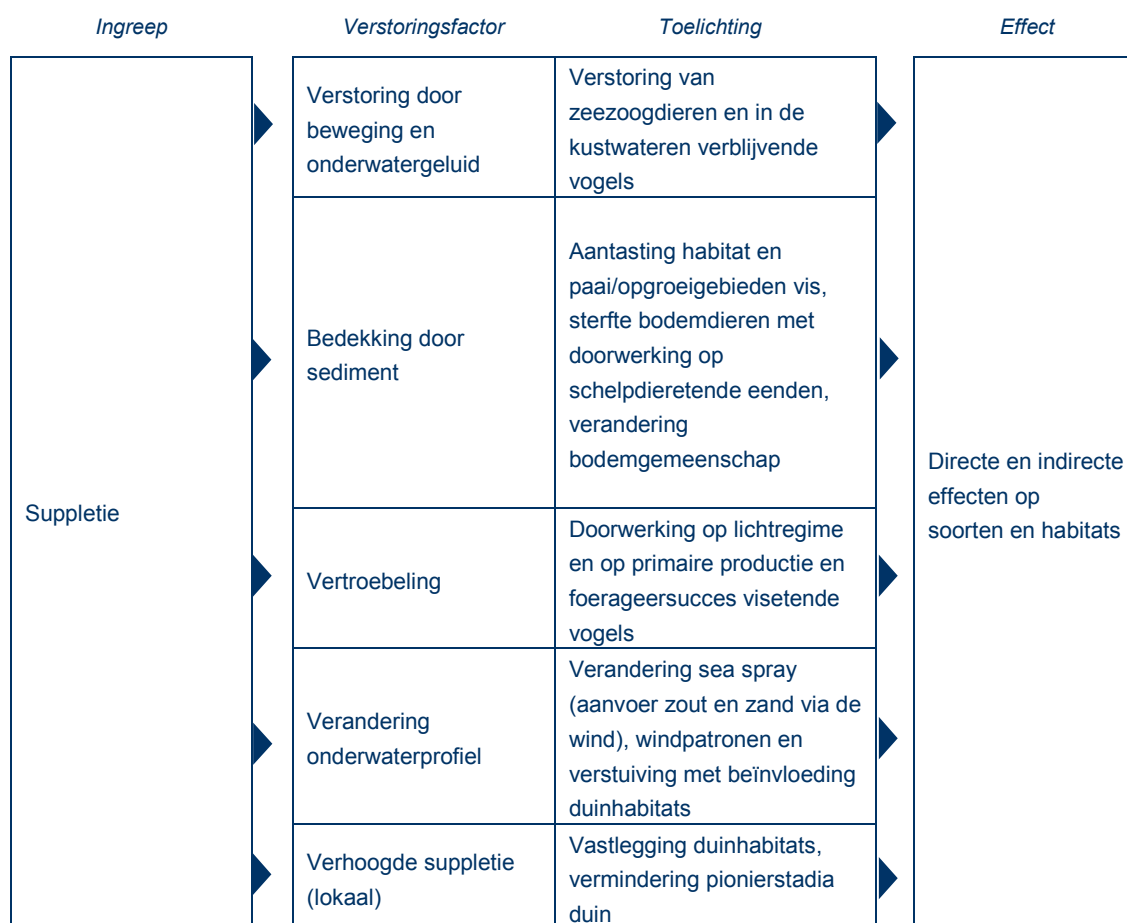 Ingreep
Verstoringsfactor
Toelichting
Effect
Suppletie
Verstoring door
beweging en
onderwatergeluid
Verstoring van
zeezoogdieren en in de
kustwateren verblijvende
vogels
Bedekking door
sediment
Aantasting habitat en
paai/opgroeigebieden vis,
sterfte bodemdieren met
doorwerking op
schelpdieretende eenden,
verandering
bodemgemeenschap
Vertroebeling
Doorwerking op lichtregime
en op primaire productie en
foerageersucces visetende
vogels
Verandering
onderwaterprofiel
Verandering sea spray
(aanvoer zout en zand via de
wind), windpatronen en
verstuiving met beïnvloeding
duinhabitats
Verhoogde suppletie
(lokaal)
Vastlegging duinhabitats,
vermindering pionierstadia
duin
Directe en indirecte
effecten op
soorten en habitats